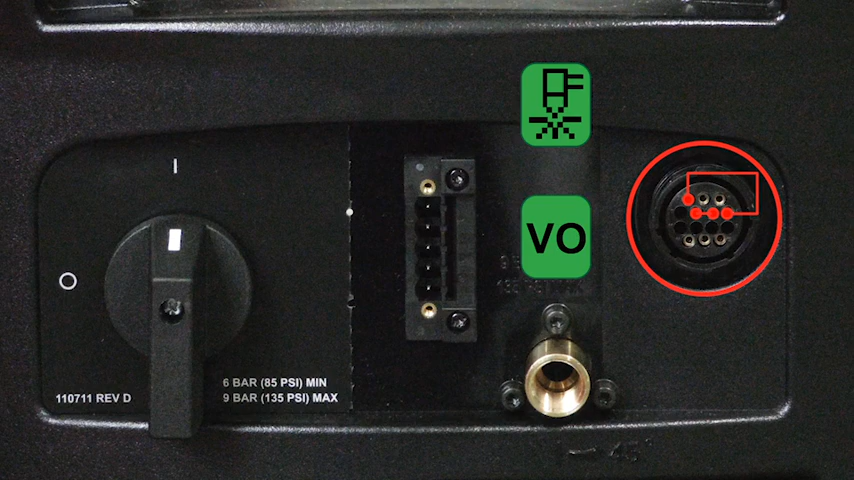 I
VO
O
6 BAR (85 PSI) MIN
9 BAR (135 PSI) MAX
110711 REV D